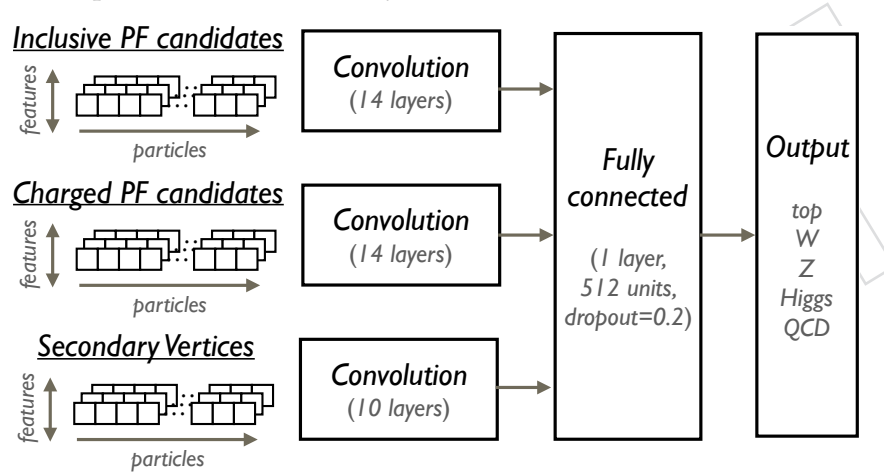 Inclusive PF candidates
features
particles
Convolution
(14 layers)
Charged PF candidates
features
particles
Convolution
(14 layers)
Secondary Vertices
features
particles
Convolution
(10 layers)
Fully
connected
(1 layer,
512 units,
dropout=0.2)
Output
top
W
Z
Higgs
QCD